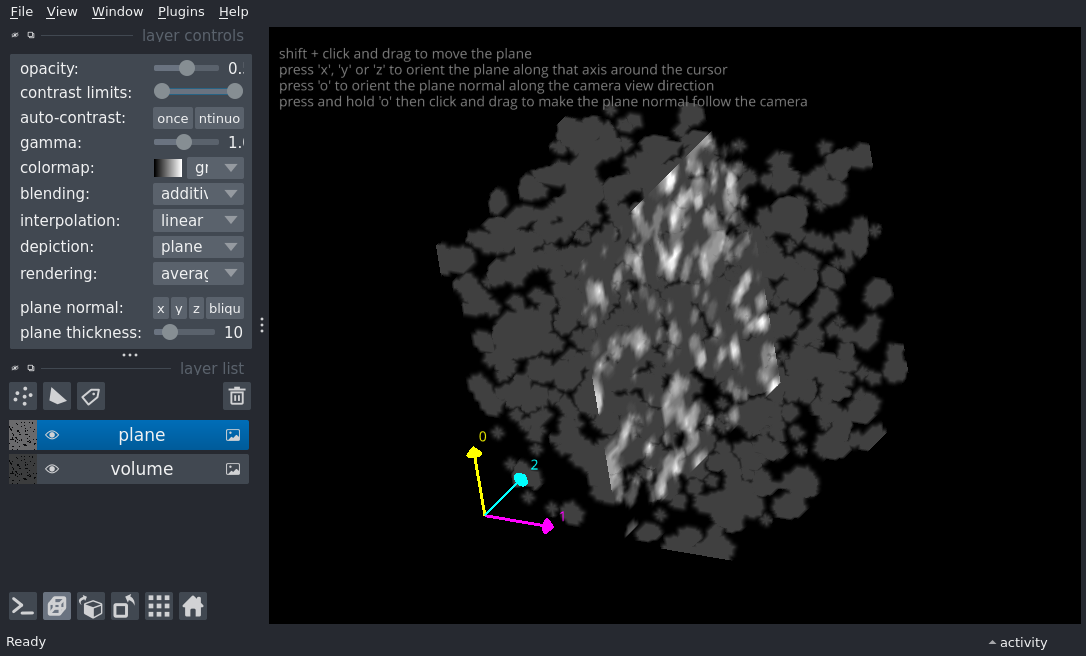 File View Window Plugins Help
layer controls
opacity: 0.
contrast limits:
auto-contrast: once ntinuo
gamma: 1.
colormap: gr
blending: additiv
interpolation: linear
depiction: plane
rendering: averag
plane normal: x y z bliqu
plane thickness: 10
layer list
plane
volume
shift + click and drag to move the plane
press 'x', 'y' or 'z' to orient the plane along that axis around the cursor
press 'o' to orient the plane normal along the camera view direction
press and hold 'o' then click and drag to make the plane normal follow the camera
0
2
1
Ready
activity